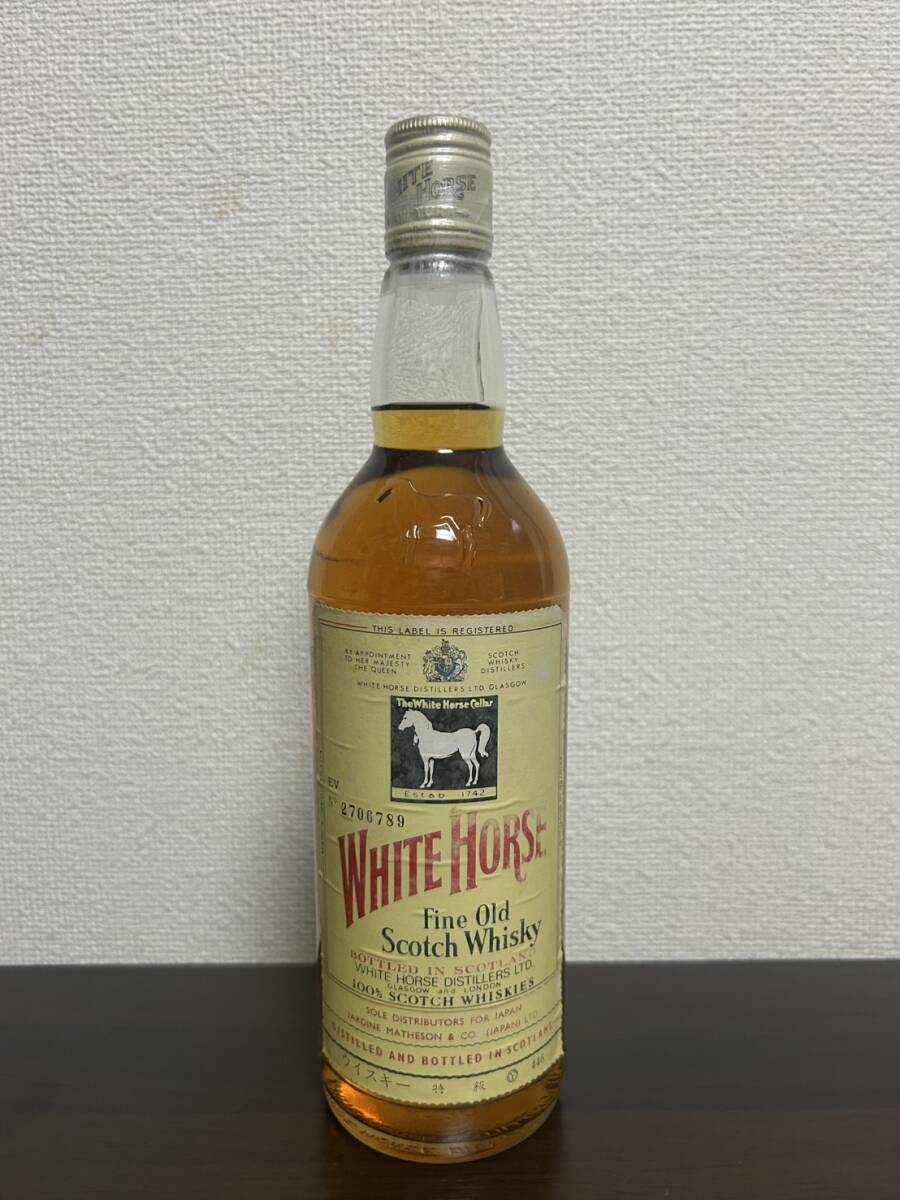 WHITE
HORSE
THIS LABEL IS REGISTERED
BY APPOINTMENT
TO HER MAJESTY
THE QUEEN
SCOTCH
WHISKY
DISTILLERS
WHITE HORSE DISTILLERS LTD. GLASGOW
The White Horse Cellar
Estab 1742
EV
No 2706789
WHITE HORSE
Fine Old
Scotch Whisky
BOTTLED IN SCOTLAND
WHITE HORSE DISTILLERS LTD.
GLASGOW and LONDON
100% SCOTCH WHISKIES
SOLE DISTRIBUTORS FOR JAPAN
JARDINE MATHESON & CO. (JAPAN) LTD.
DISTILLED AND BOTTLED IN SCOTLAND
ウイスキー 特級 Ⓨ 446